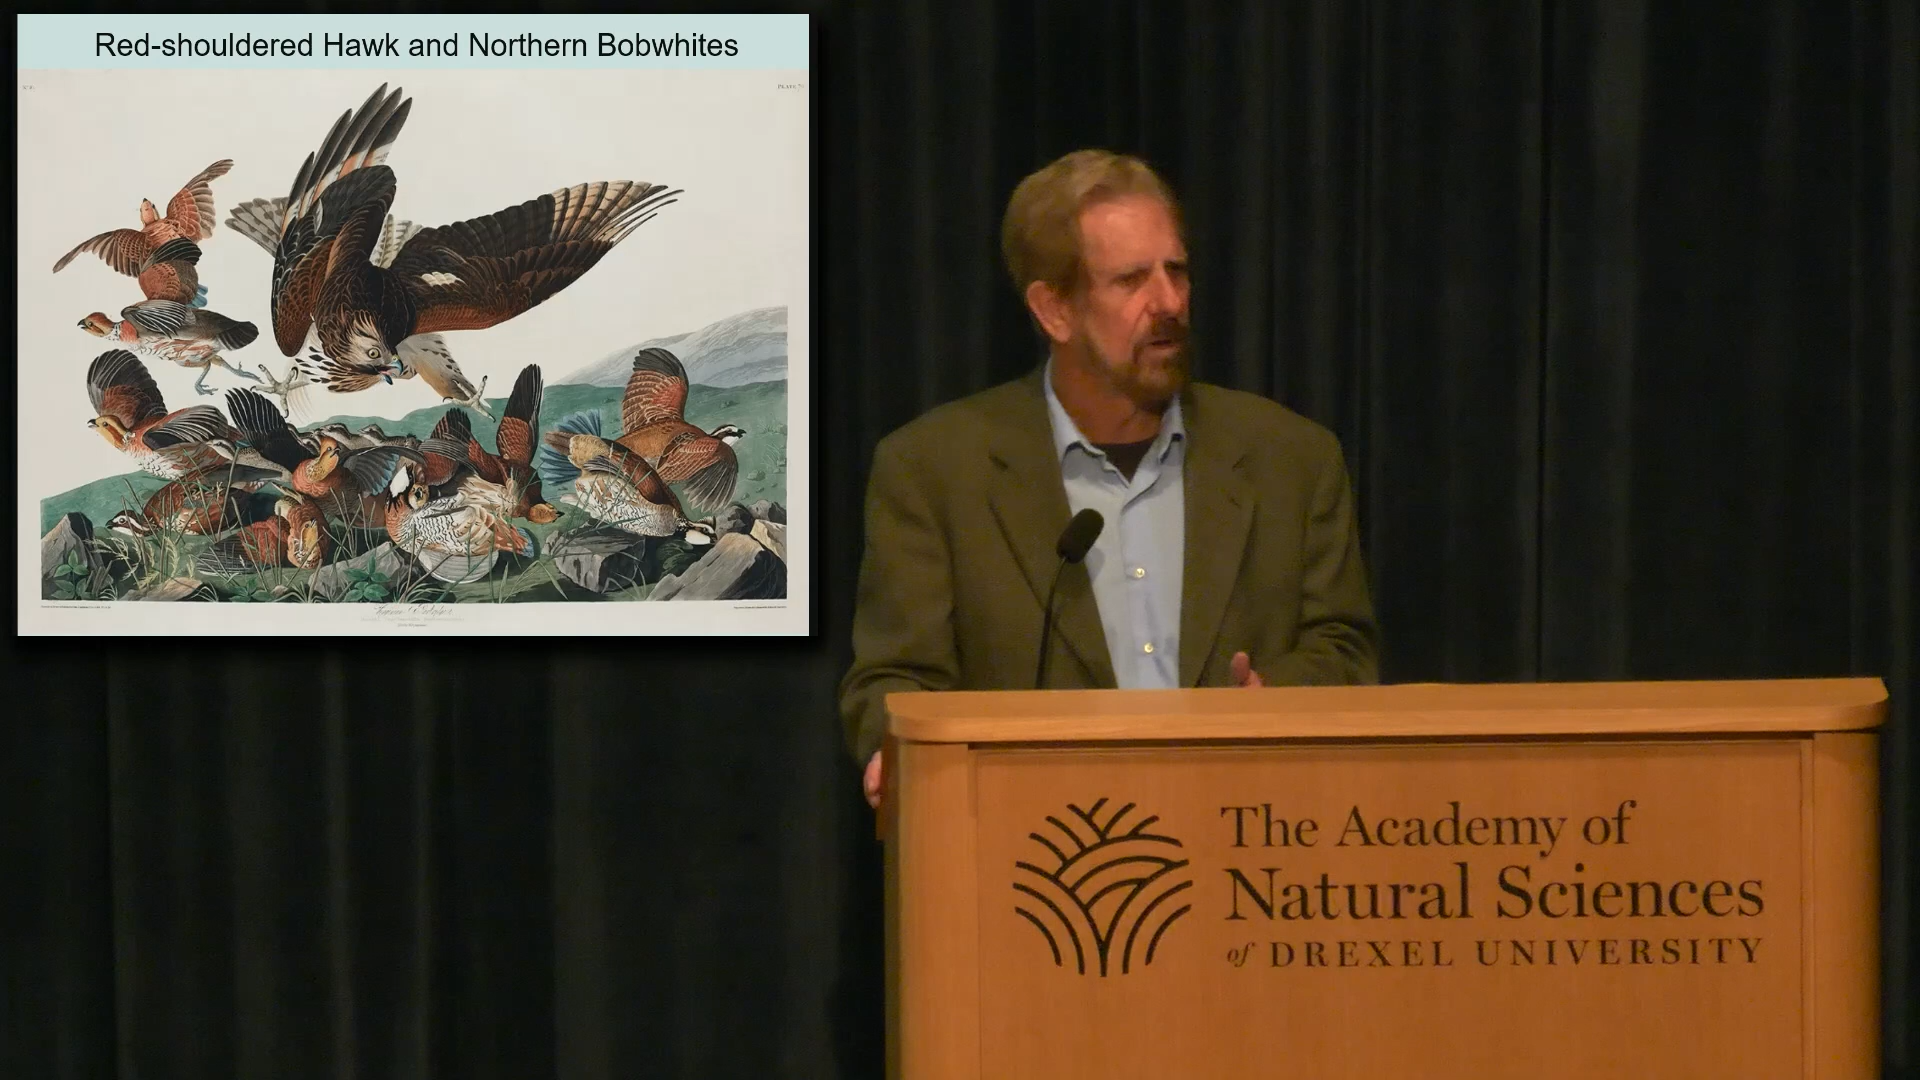 Red-shouldered Hawk and Northern Bobwhites
The Academy of
Natural Sciences
of DREXEL UNIVERSITY